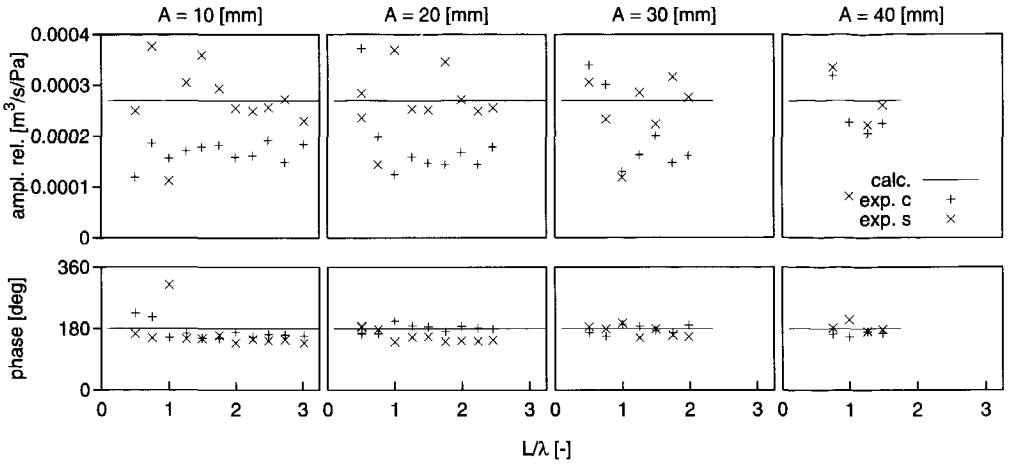 A = 10 [mm] A = 20 [mm] A = 30 [mm] A = 40 [mm]
ampl. rel. [m³/s/Pa]
0.0004
0.0003
0.0002
0.0001
0
calc.
exp. c
exp. s
phase [deg]
360
180
0
0 1 2 3 0 1 2 3 0 1 2 3 0 1 2 3
L/λ [-]